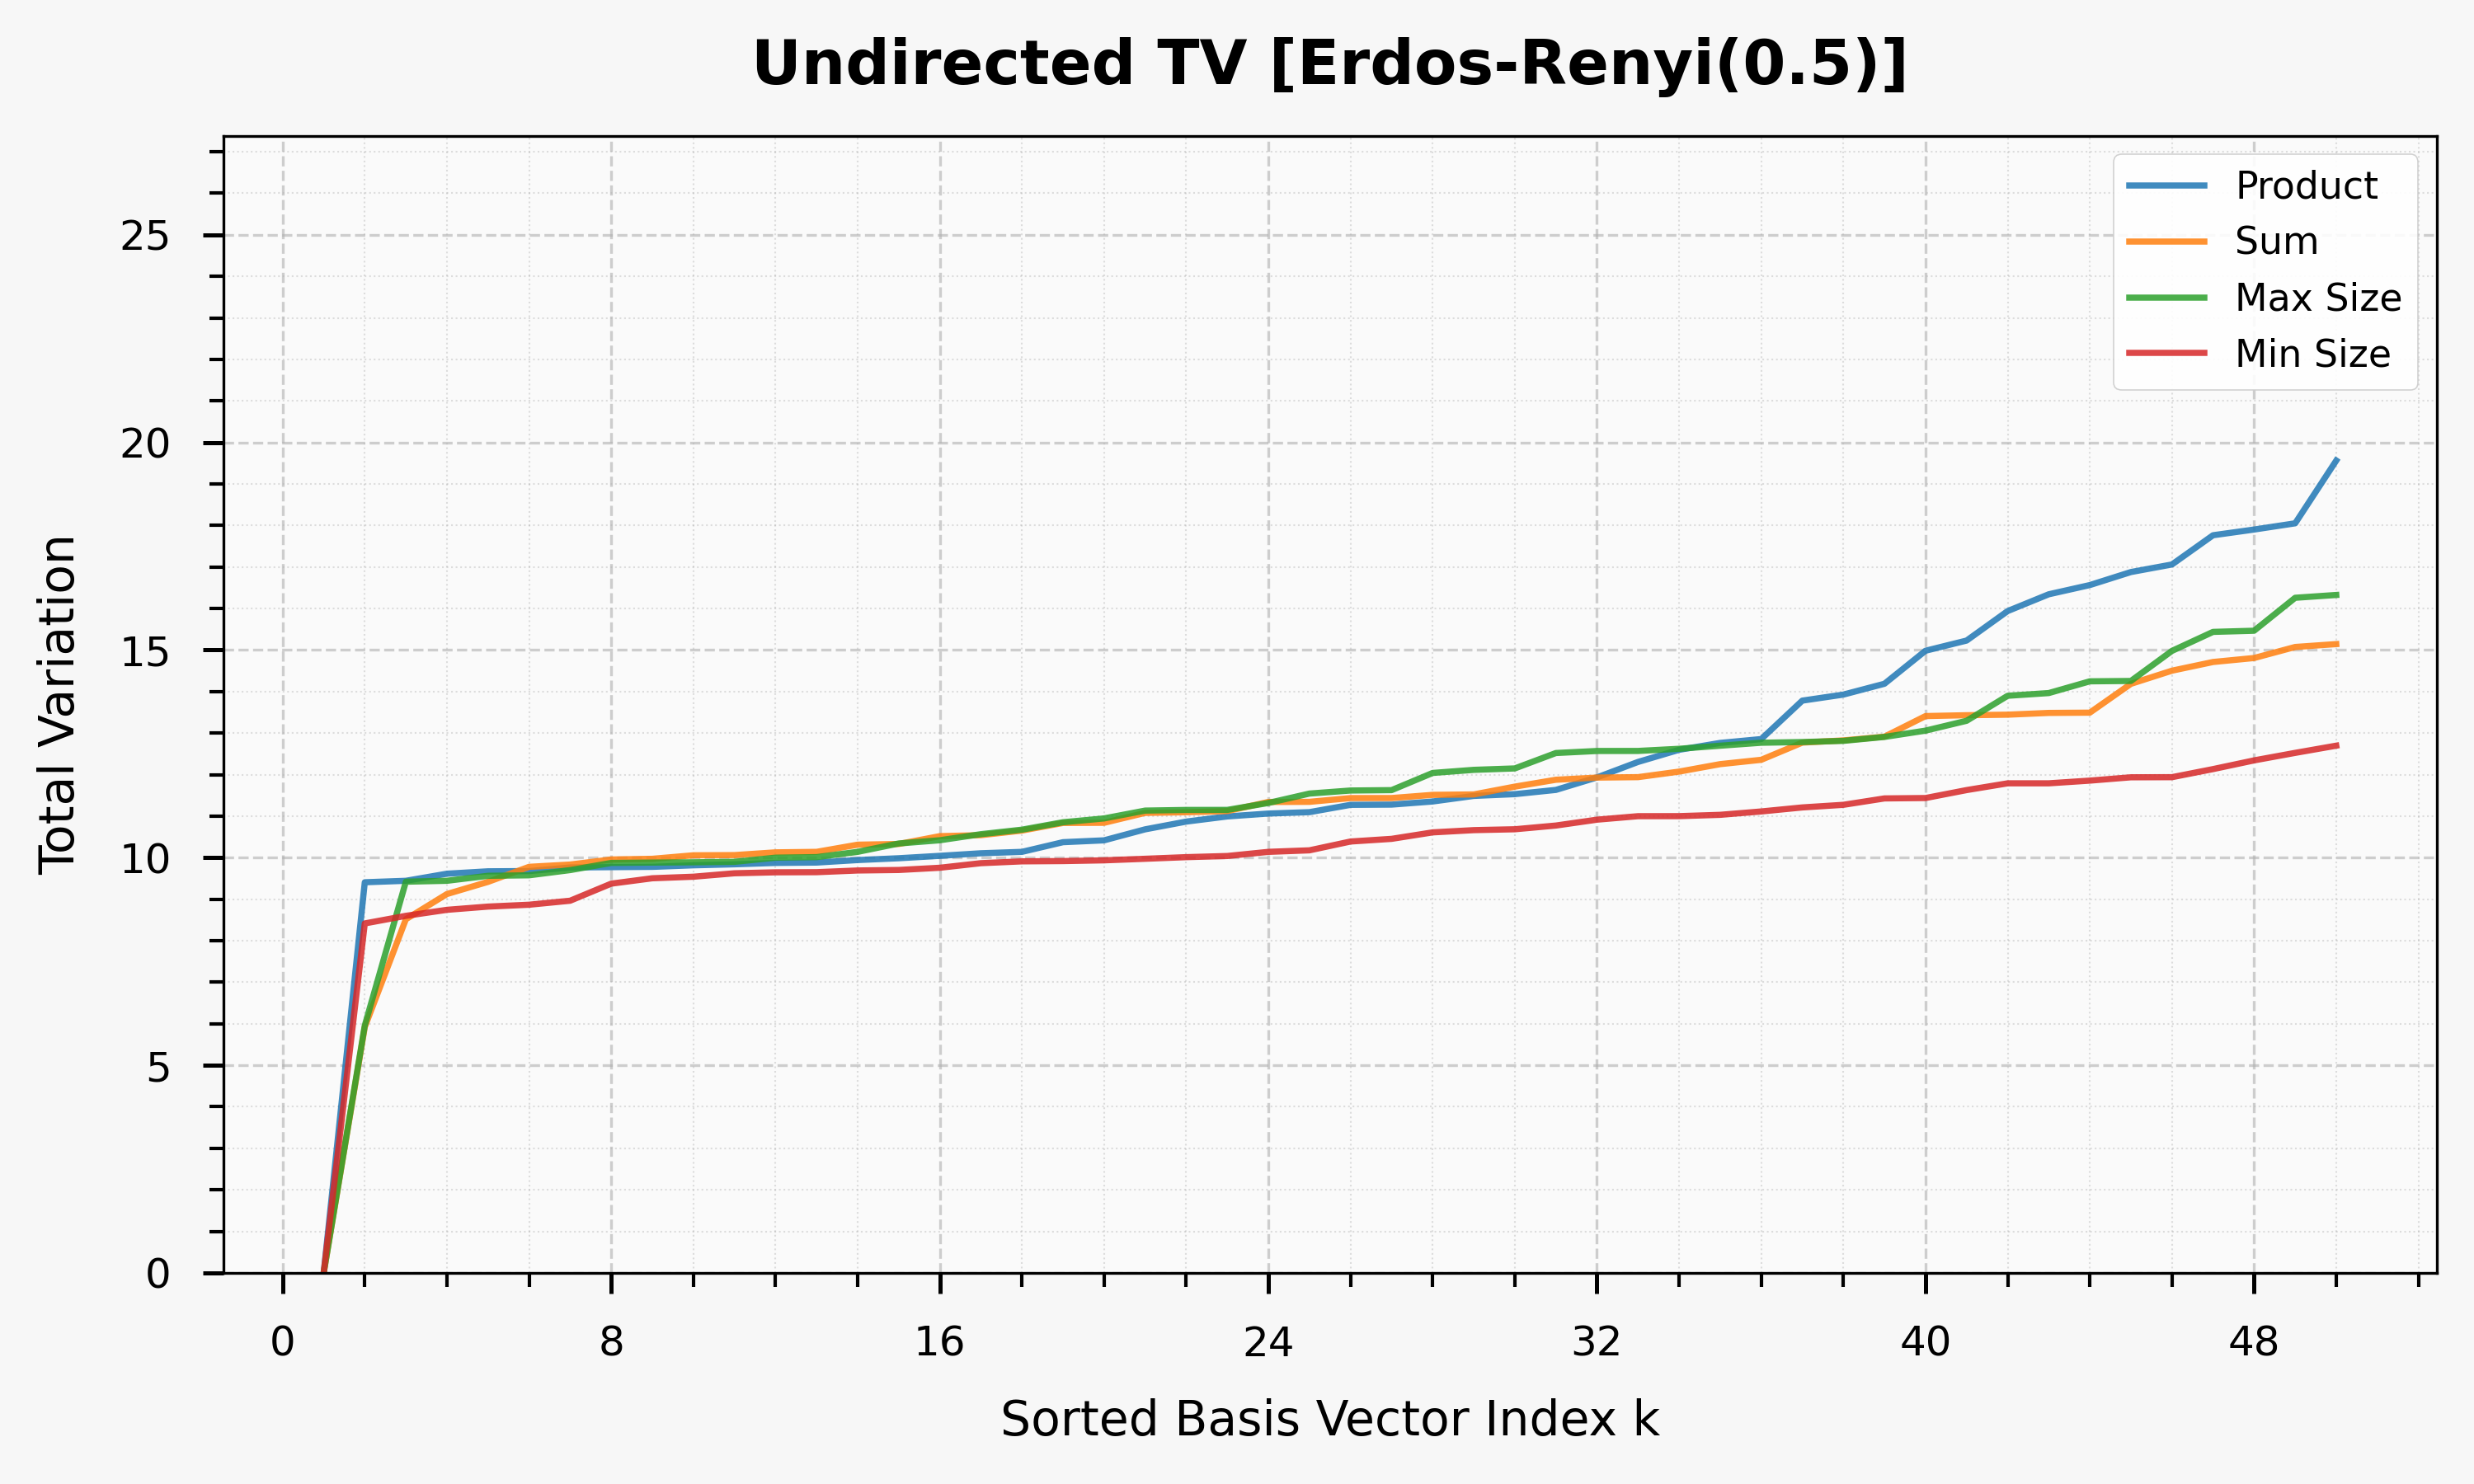 Undirected TV [Erdos-Renyi(0.5)]
Product
Sum
Max Size
Min Size
25
20
15
10
5
0
Total Variation
0 8 16 24 32 40 48
Sorted Basis Vector Index k